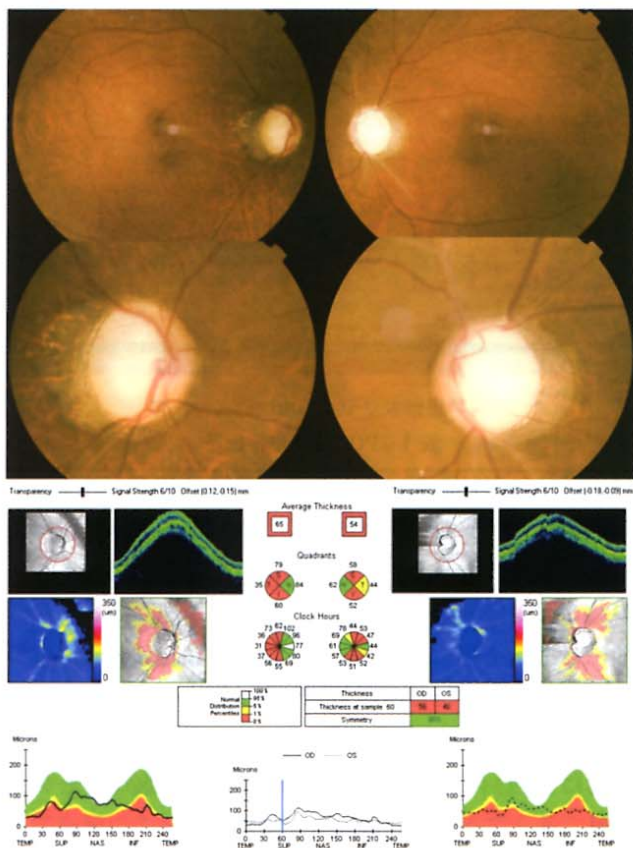 Transparency Signal Strength 6/10 Offset (0.12,-0.15) mm
Transparency Signal Strength 6/10 Offset (-0.18,-0.09) mm
Average Thickness
65 54
Quadrants
79 58
35 84 62 44
60 52
Clock Hours
350
(um)
0
350
(um)
0
Normal
Distribution
Percentiles
100%
95%
5%
1%
0%
Thickness OD OS
Thickness at sample 60
Symmetry
Microns
200
100
0
0 30 60 90 120 150 180 210 240
TEMP SUP NAS INF TEMP
Microns
OD OS
200
100
0
0 30 60 90 120 150 180 210 240
TEMP SUP NAS INF TEMP
Microns
200
100
0
0 30 60 90 120 150 180 210 240
TEMP SUP NAS INF TEMP